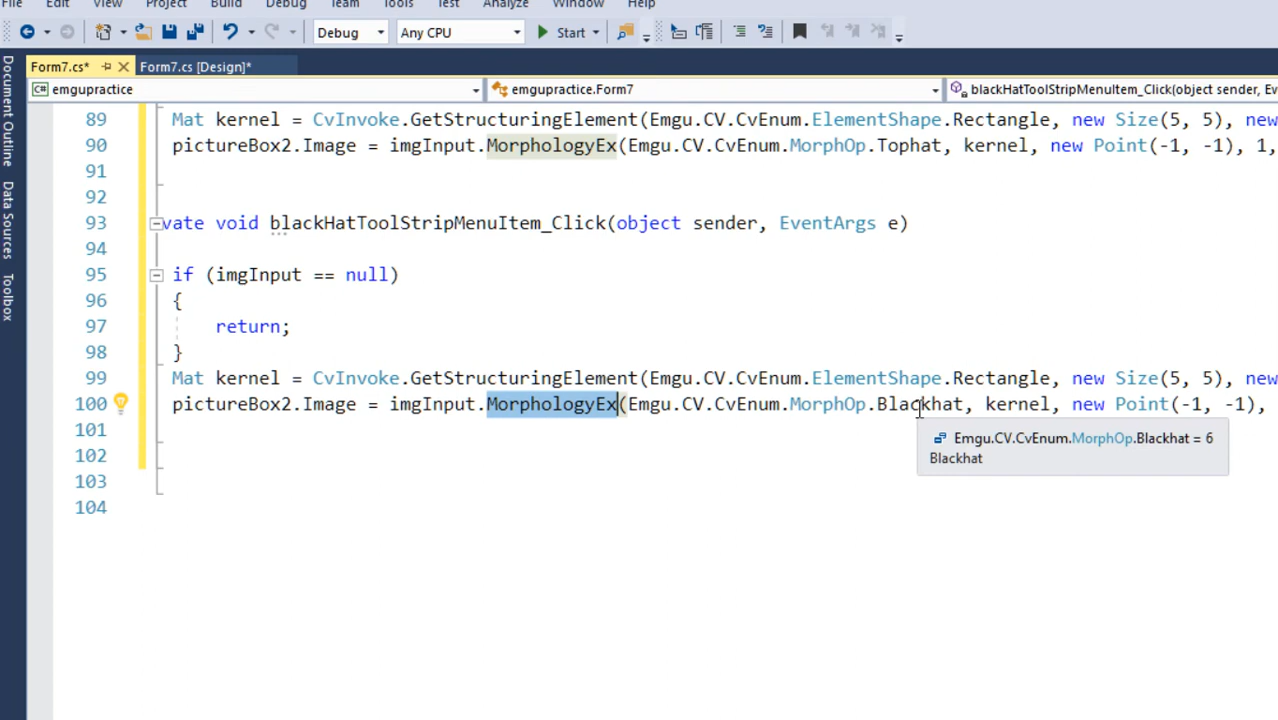 File Edit View Project Build Debug Team Tools Test Analyze Window Help
Debug Any CPU Start
Document Outline
Data Sources
Toolbox
Form7.cs* Form7.cs [Design]*
C# emgupractice emgupractice.Form7 blackHatToolStripMenuItem_Click(object sender, Ev
89 Mat kernel = CvInvoke.GetStructuringElement(Emgu.CV.CvEnum.ElementShape.Rectangle, new Size(5, 5), new
90 pictureBox2.Image = imgInput.MorphologyEx(Emgu.CV.CvEnum.MorphOp.Tophat, kernel, new Point(-1, -1), 1,
91
92
93 vate void blackHatToolStripMenuItem_Click(object sender, EventArgs e)
94
95 if (imgInput == null)
96 {
97 return;
98 }
99 Mat kernel = CvInvoke.GetStructuringElement(Emgu.CV.CvEnum.ElementShape.Rectangle, new Size(5, 5), new
100 pictureBox2.Image = imgInput.MorphologyEx(Emgu.CV.CvEnum.MorphOp.Blackhat, kernel, new Point(-1, -1),
101
Emgu.CV.CvEnum.MorphOp.Blackhat = 6
Blackhat
102
103
104